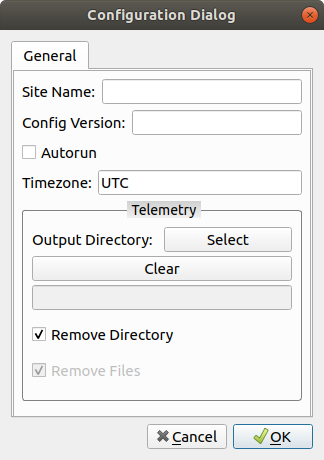 Configuration Dialog
General
Site Name:
Config Version:
Autorun
Timezone: UTC
Telemetry
Output Directory: Select
Clear
Remove Directory
Remove Files
Cancel OK